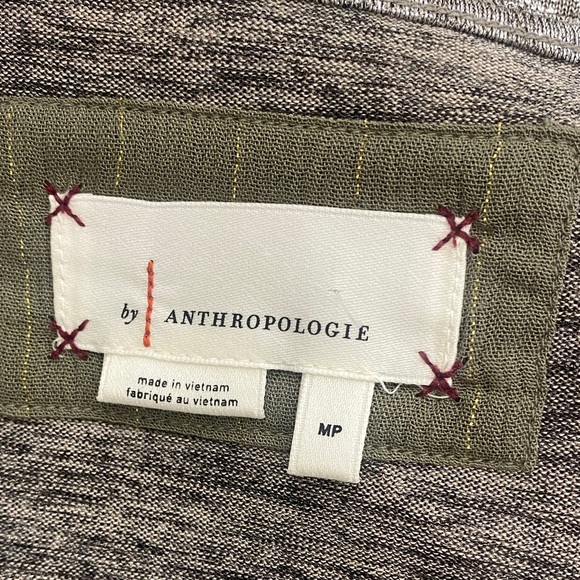 by ANTHROPOLOGIE
made in vietnam
fabriqué au vietnam
MP